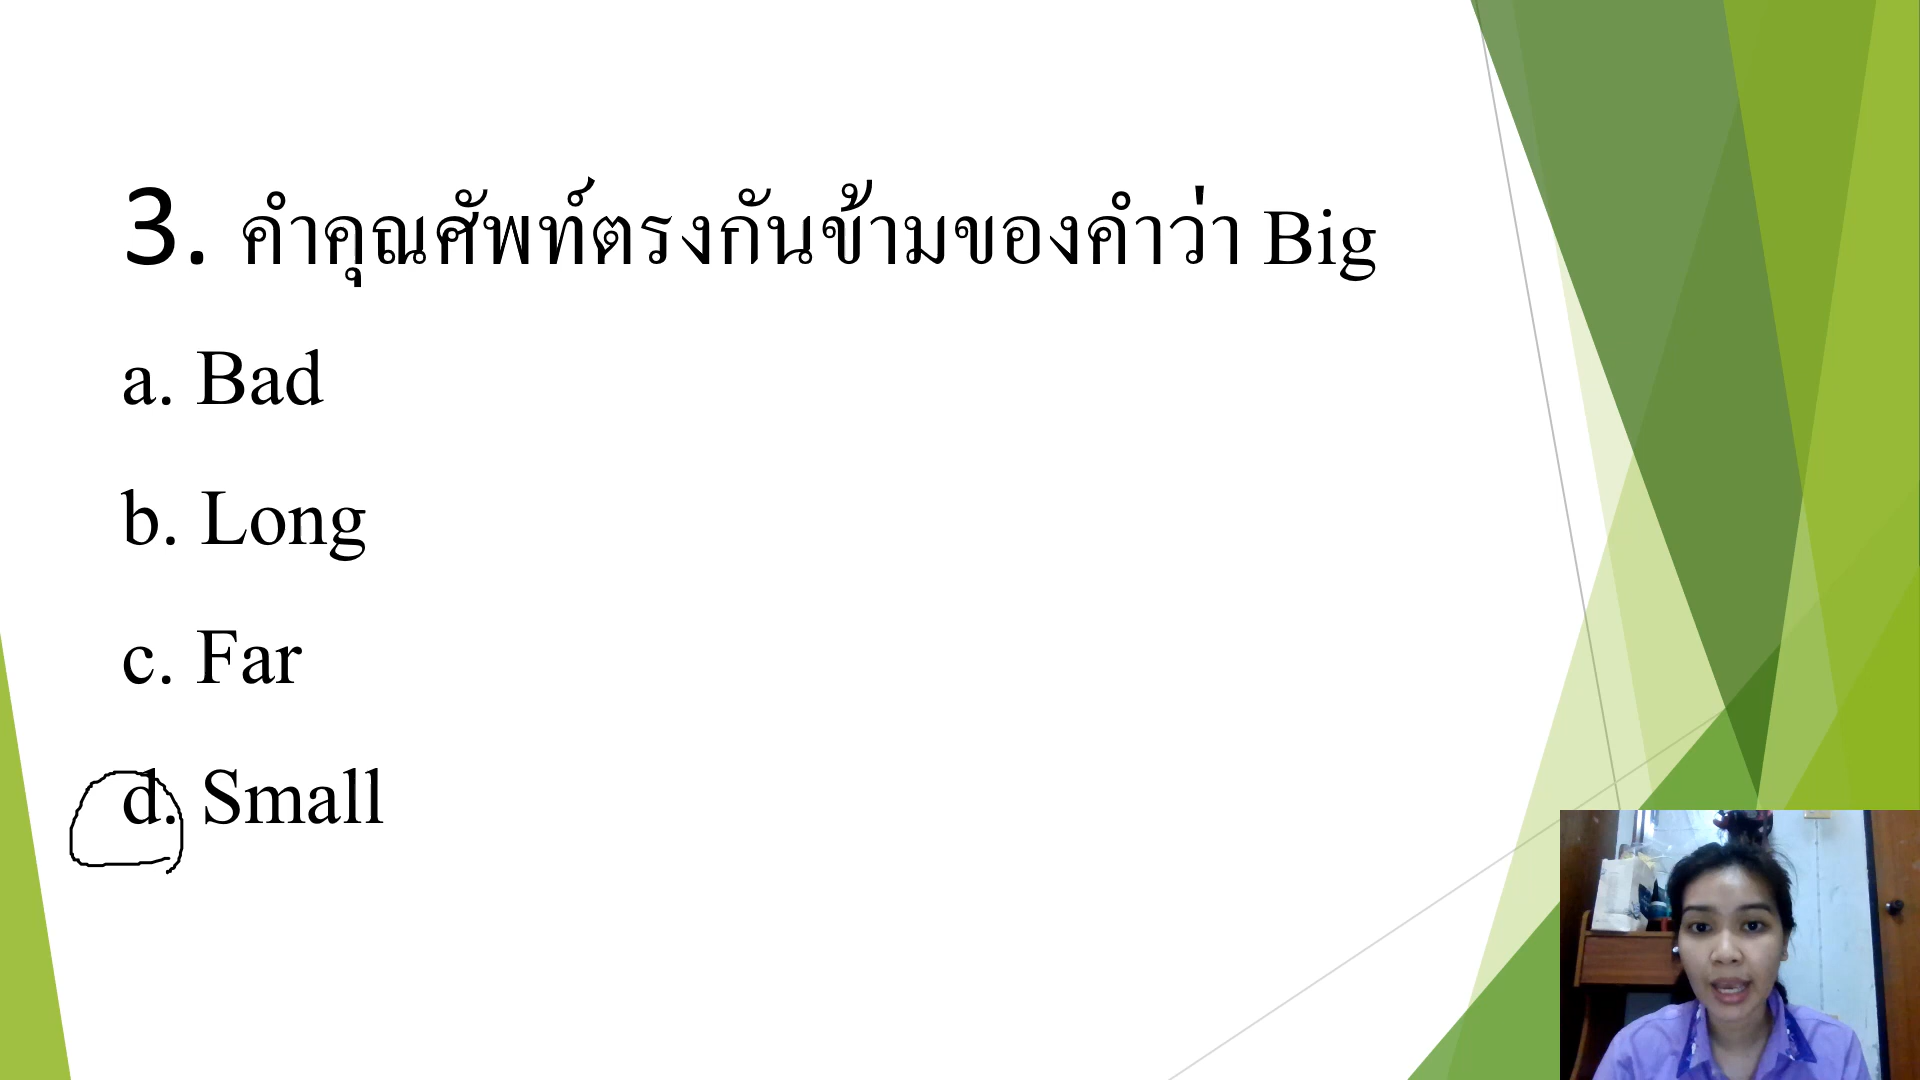 3. คำคุณศัพท์ตรงกันข้ามของคำว่า Big
a. Bad
b. Long
c. Far
d. Small